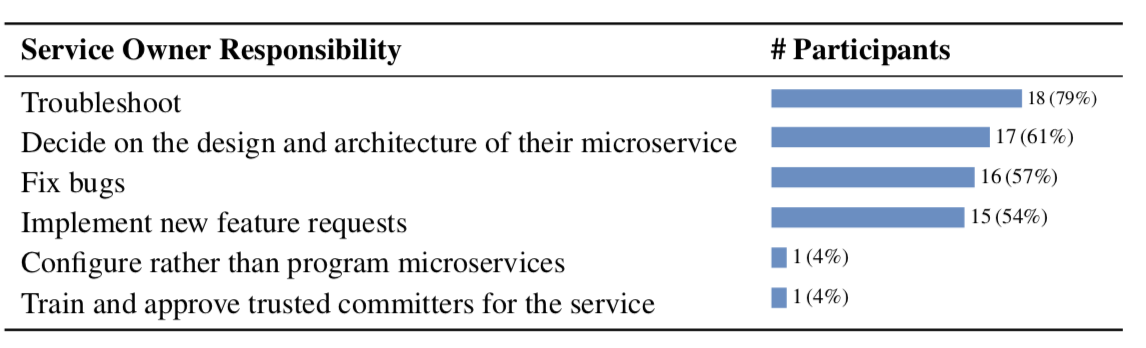 Service Owner Responsibility # Participants
Troubleshoot 18 (79%)
Decide on the design and architecture of their microservice 17 (61%)
Fix bugs 16 (57%)
Implement new feature requests 15 (54%)
Configure rather than program microservices 1 (4%)
Train and approve trusted committers for the service 1 (4%)